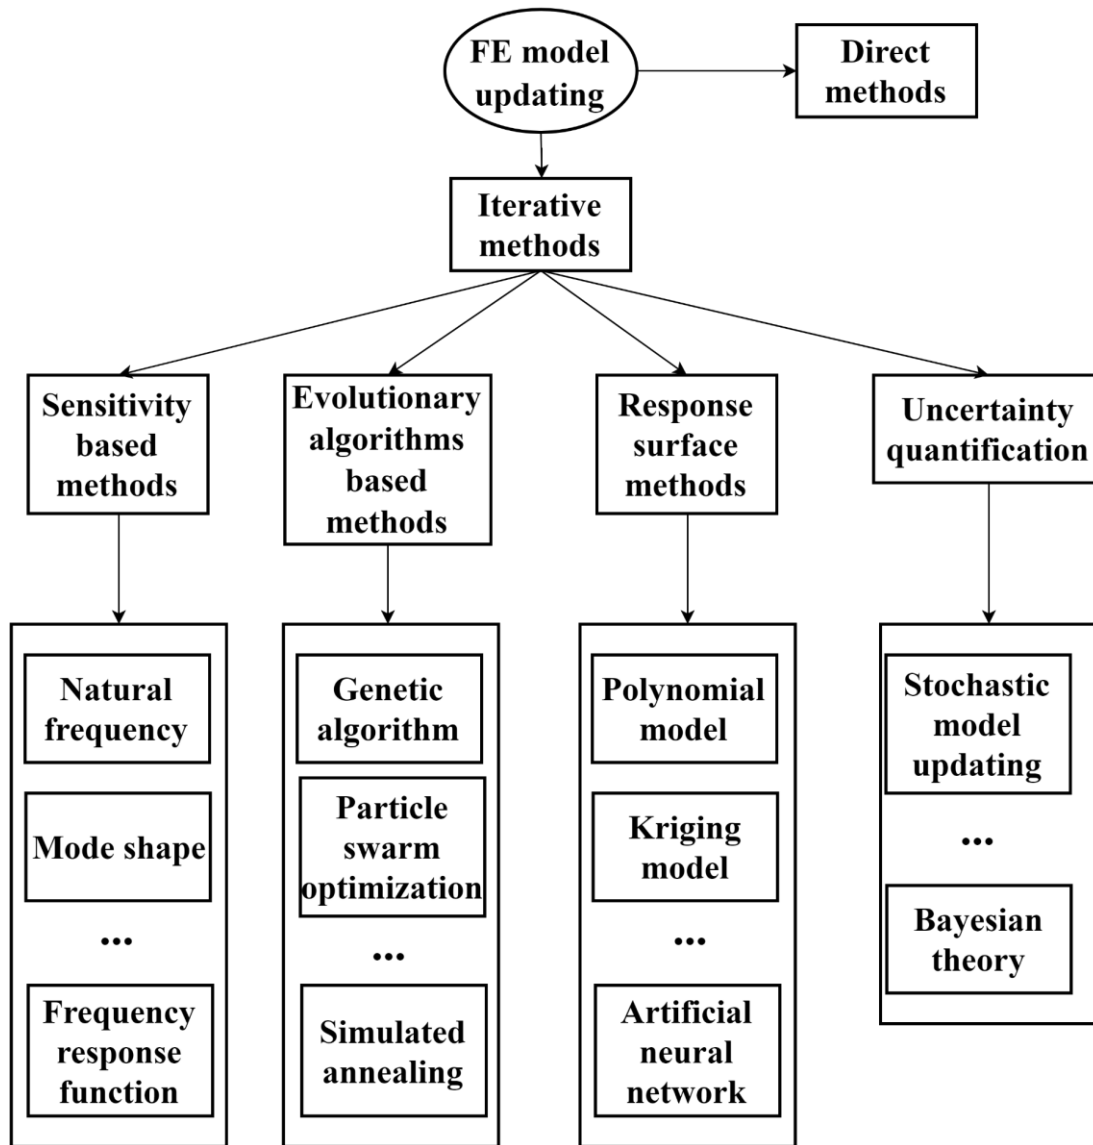 FE model
updating
Direct
methods
Iterative
methods
Sensitivity
based
methods
Evolutionary
algorithms
based
methods
Response
surface
methods
Uncertainty
quantification
Natural
frequency
Mode shape
...
Frequency
response
function
Genetic
algorithm
Particle
swarm
optimization
...
Simulated
annealing
Polynomial
model
Kriging
model
...
Artificial
neural
network
Stochastic
model
updating
...
Bayesian
theory